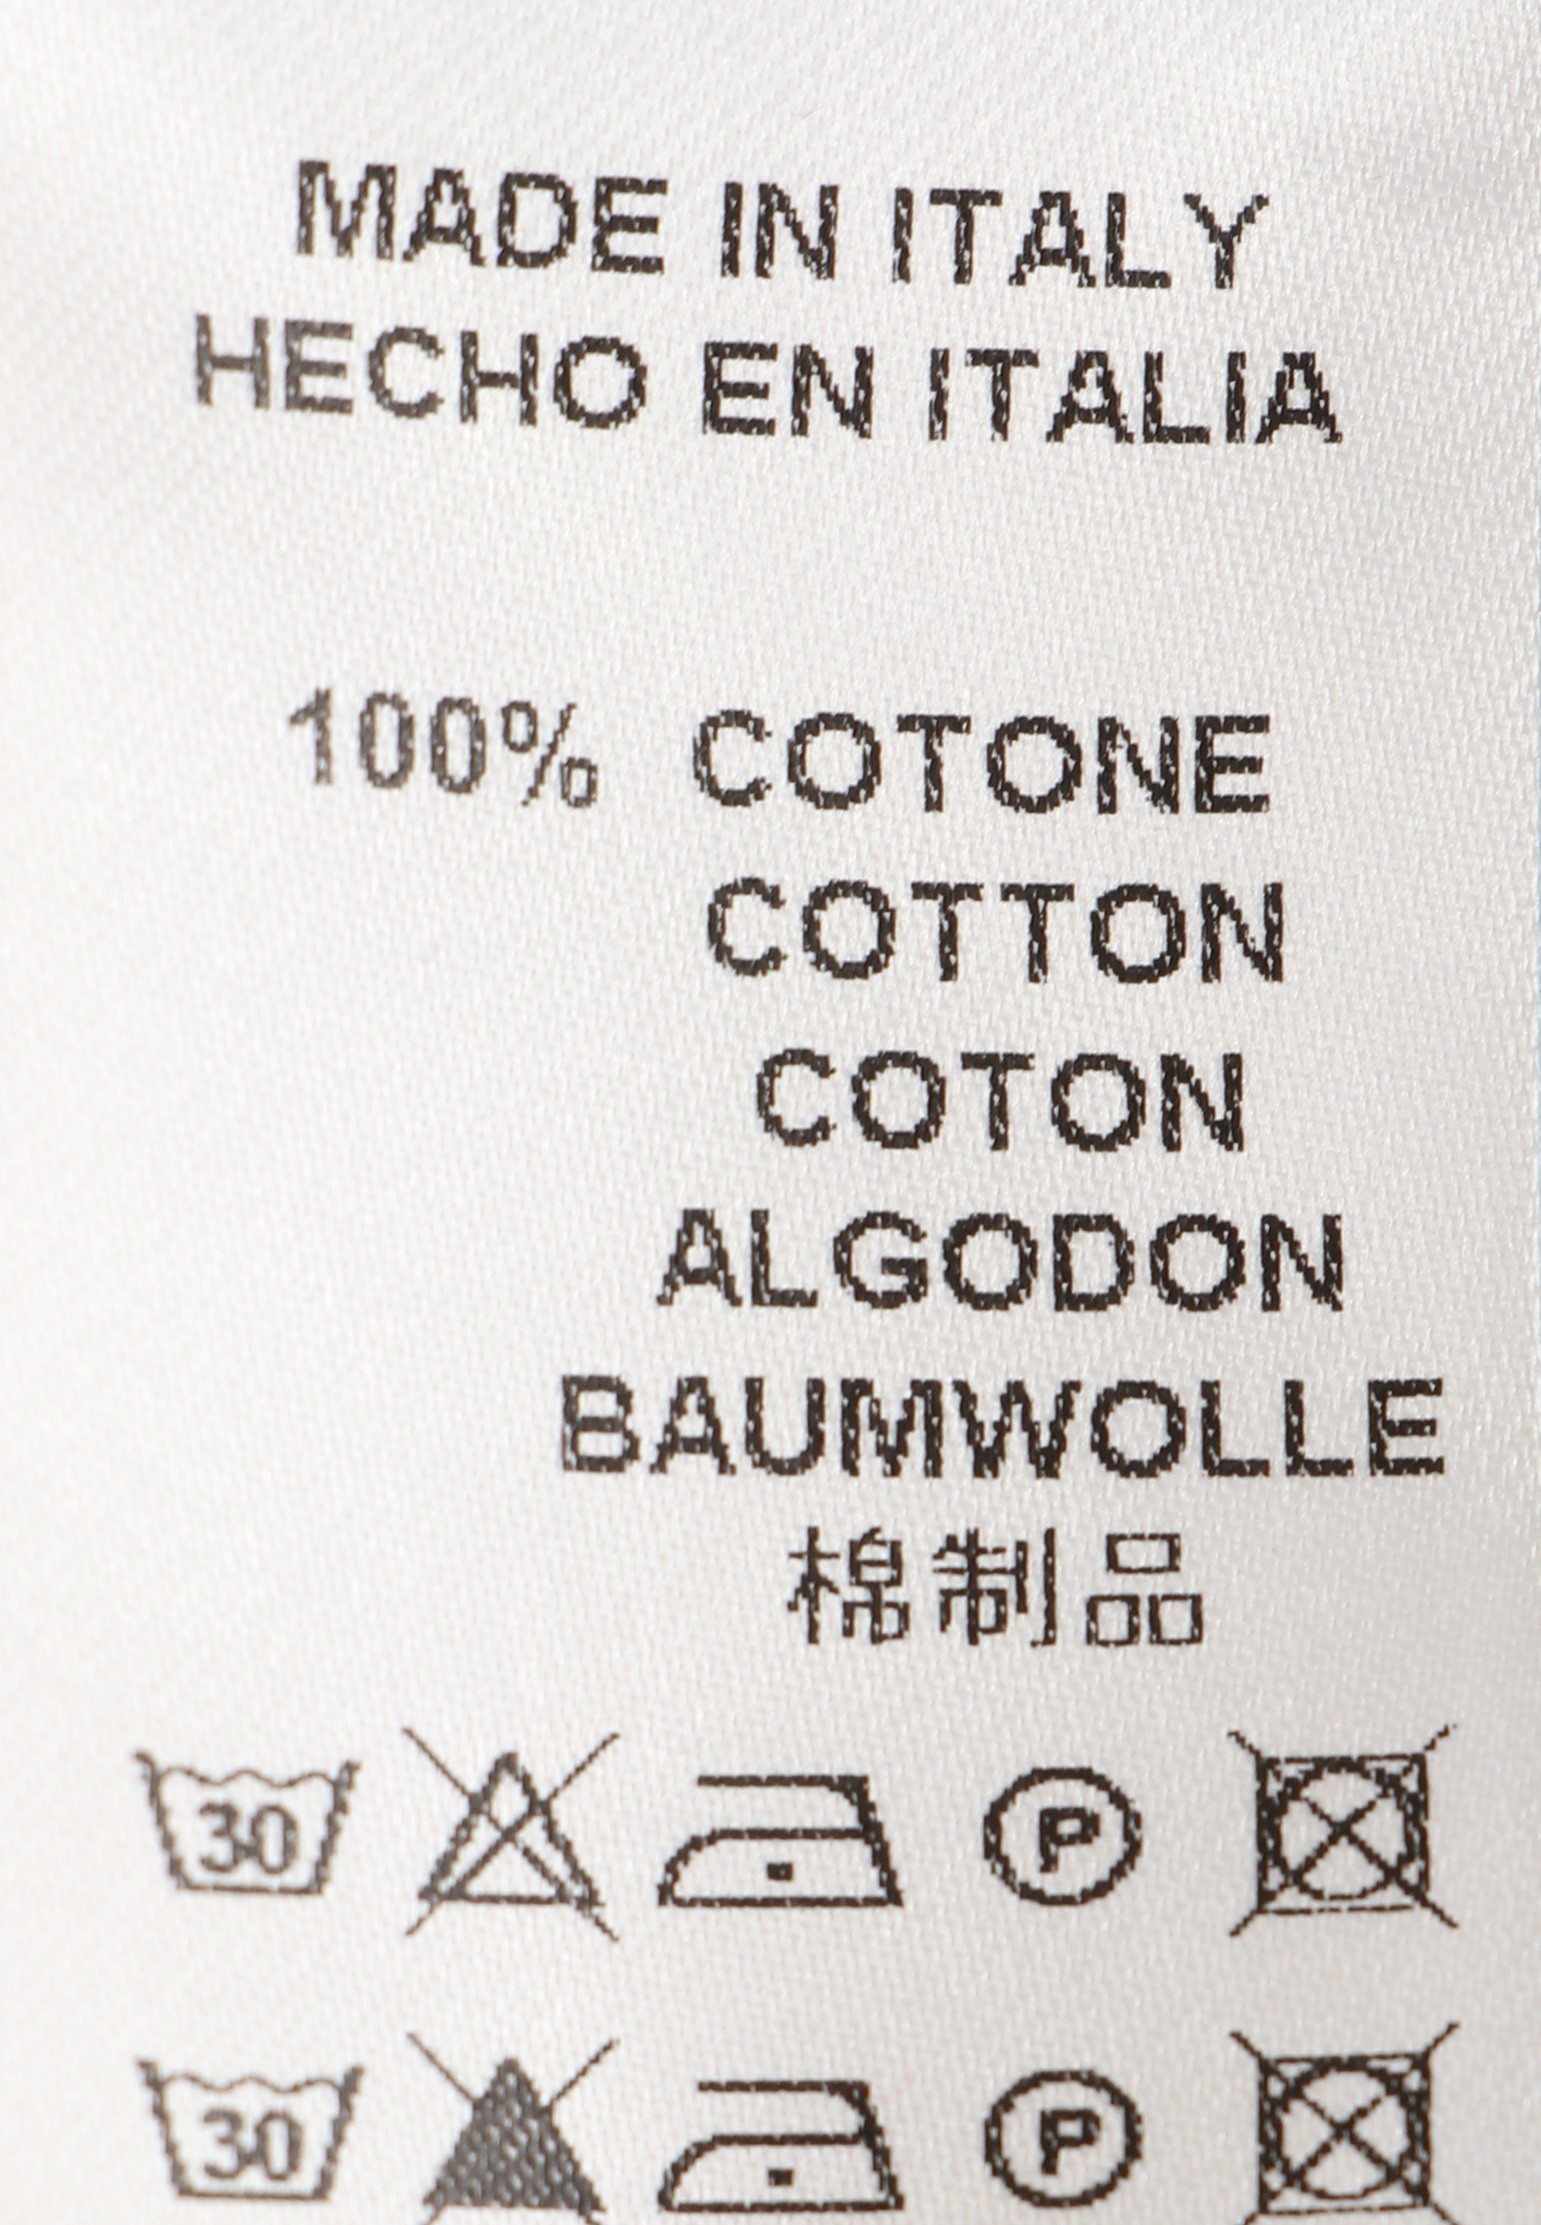 MADE IN ITALY
HECHO EN ITALIA
100% COTONE
COTTON
COTON
ALGODON
BAUMWOLLE
棉制品
30 P
30 P